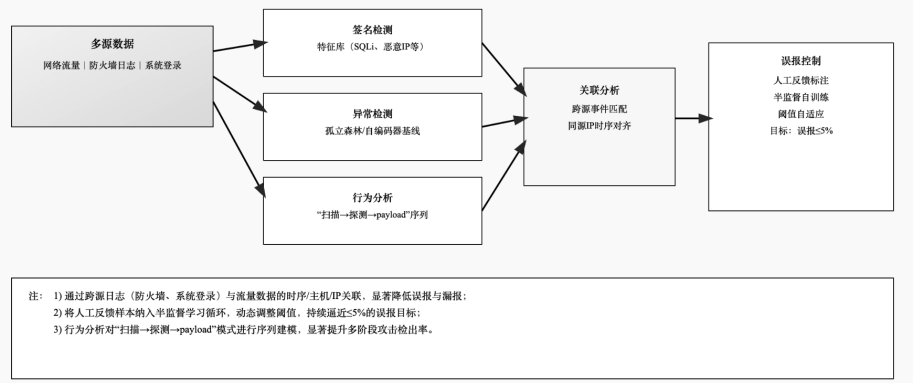 多源数据
网络流量｜防火墙日志｜系统登录
签名检测
特征库（SQLi、恶意IP等）
异常检测
孤立森林/自编码器基线
行为分析
“扫描→探测→payload”序列
关联分析
跨源事件匹配
同源IP时序对齐
误报控制
人工反馈标注
半监督自训练
阈值自适应
目标：误报≤5%
注： 1) 通过跨源日志（防火墙、系统登录）与流量数据的时序/主机/IP关联，显著降低误报与漏报；
2) 将人工反馈样本纳入半监督学习循环，动态调整阈值，持续逼近≤5%的误报目标；
3) 行为分析对“扫描→探测→payload”模式进行序列建模，显著提升多阶段攻击检出率。